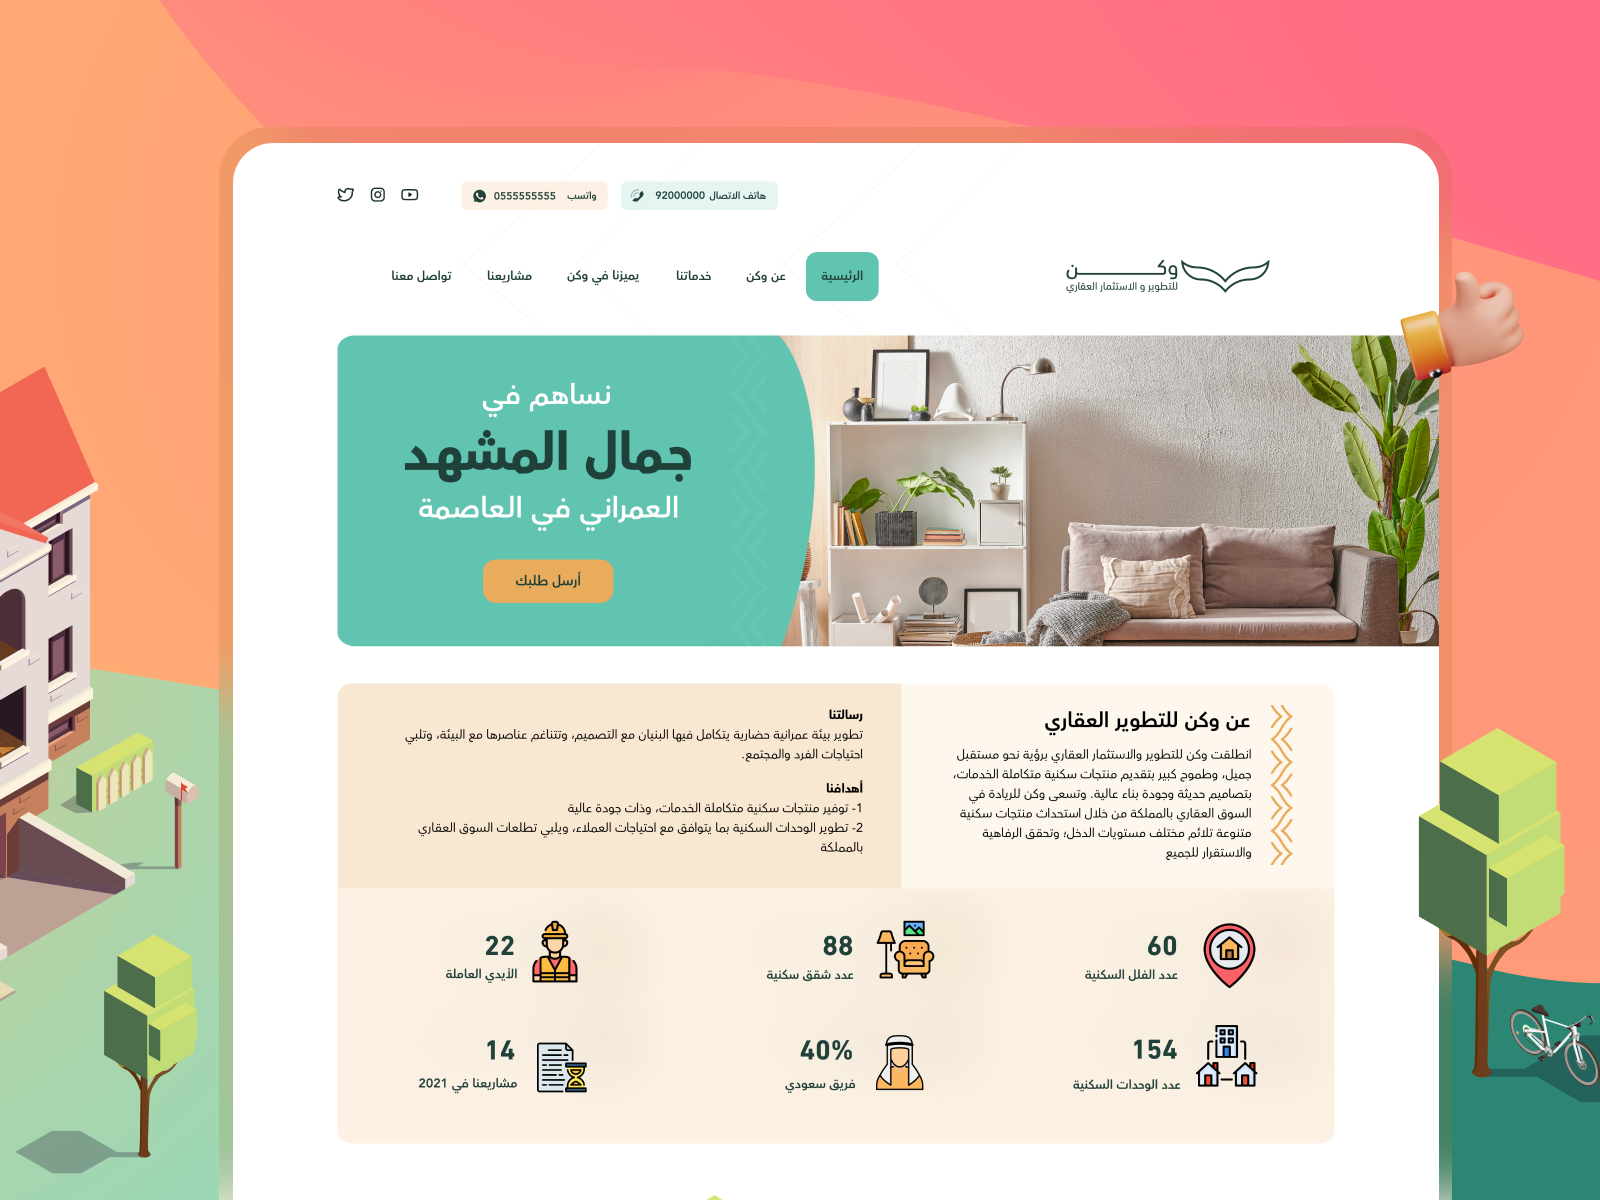 هاتف الاتصال 92000000
واتسب 0555555555
وكن
للتطوير و الاستثمار العقاري
الرئيسية
عن وكن
خدماتنا
يميزنا في وكن
مشاريعنا
تواصل معنا
نساهم في
جمال المشهد
العمراني في العاصمة
أرسل طلبك
عن وكن للتطوير العقاري
انطلقت وكن للتطوير والاستثمار العقاري برؤية نحو مستقبل
جميل، وطموح كبير بتقديم منتجات سكنية متكاملة الخدمات،
بتصاميم حديثة وجودة بناء عالية. وتسعى وكن للريادة في
السوق العقاري بالمملكة من خلال استحداث منتجات سكنية
متنوعة تلائم مختلف مستويات الدخل؛ وتحقق الرفاهية
والاستقرار للجميع
رسالتنا
تطوير بيئة عمرانية حضارية يتكامل فيها البنيان مع التصميم، وتتناغم عناصرها مع البيئة، وتلبي
احتياجات الفرد والمجتمع.
أهدافنا
1- توفير منتجات سكنية متكاملة الخدمات، وذات جودة عالية
2- تطوير الوحدات السكنية بما يتوافق مع احتياجات العملاء، ويلبي تطلعات السوق العقاري
بالمملكة
60
عدد الفلل السكنية
88
عدد شقق سكنية
22
الأيدي العاملة
154
عدد الوحدات السكنية
40%
فريق سعودي
14
مشاريعنا في 2021